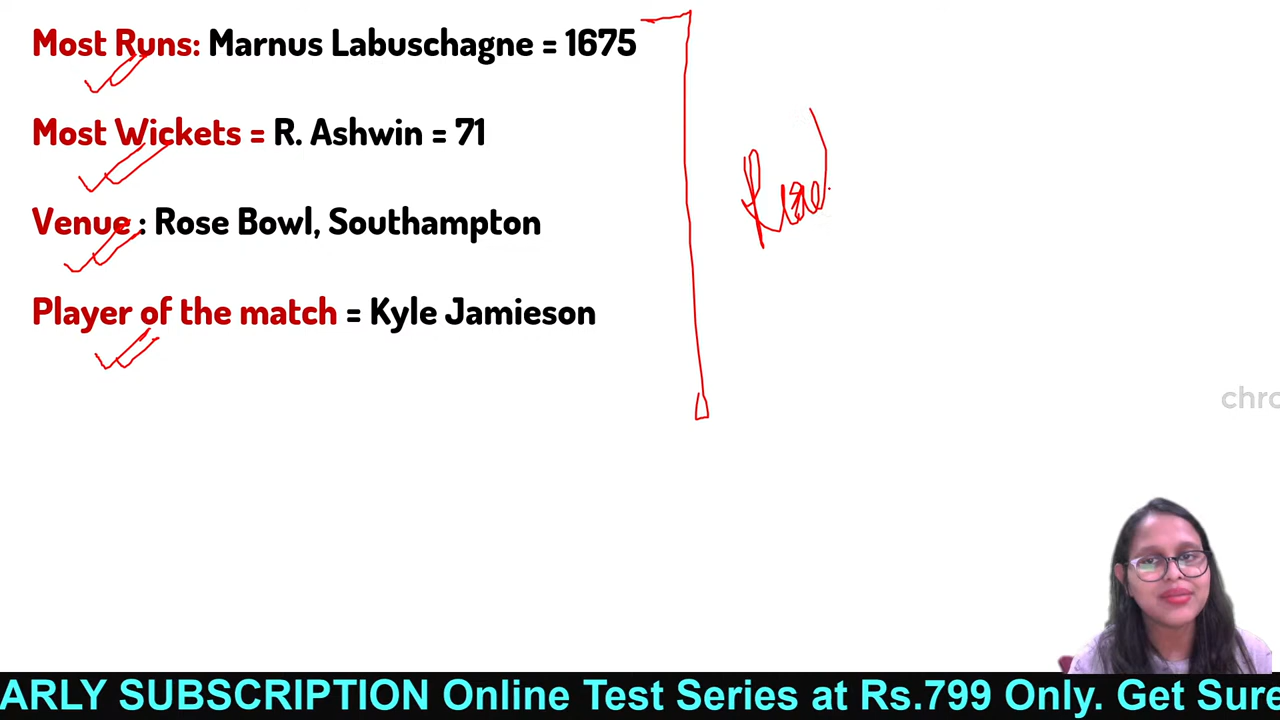 Most Runs: Marnus Labuschagne = 1675
Most Wickets = R. Ashwin = 71
Venue : Rose Bowl, Southampton
Player of the match = Kyle Jamieson
chro
ARLY SUBSCRIPTION Online Test Series at Rs.799 Only. Get Sure